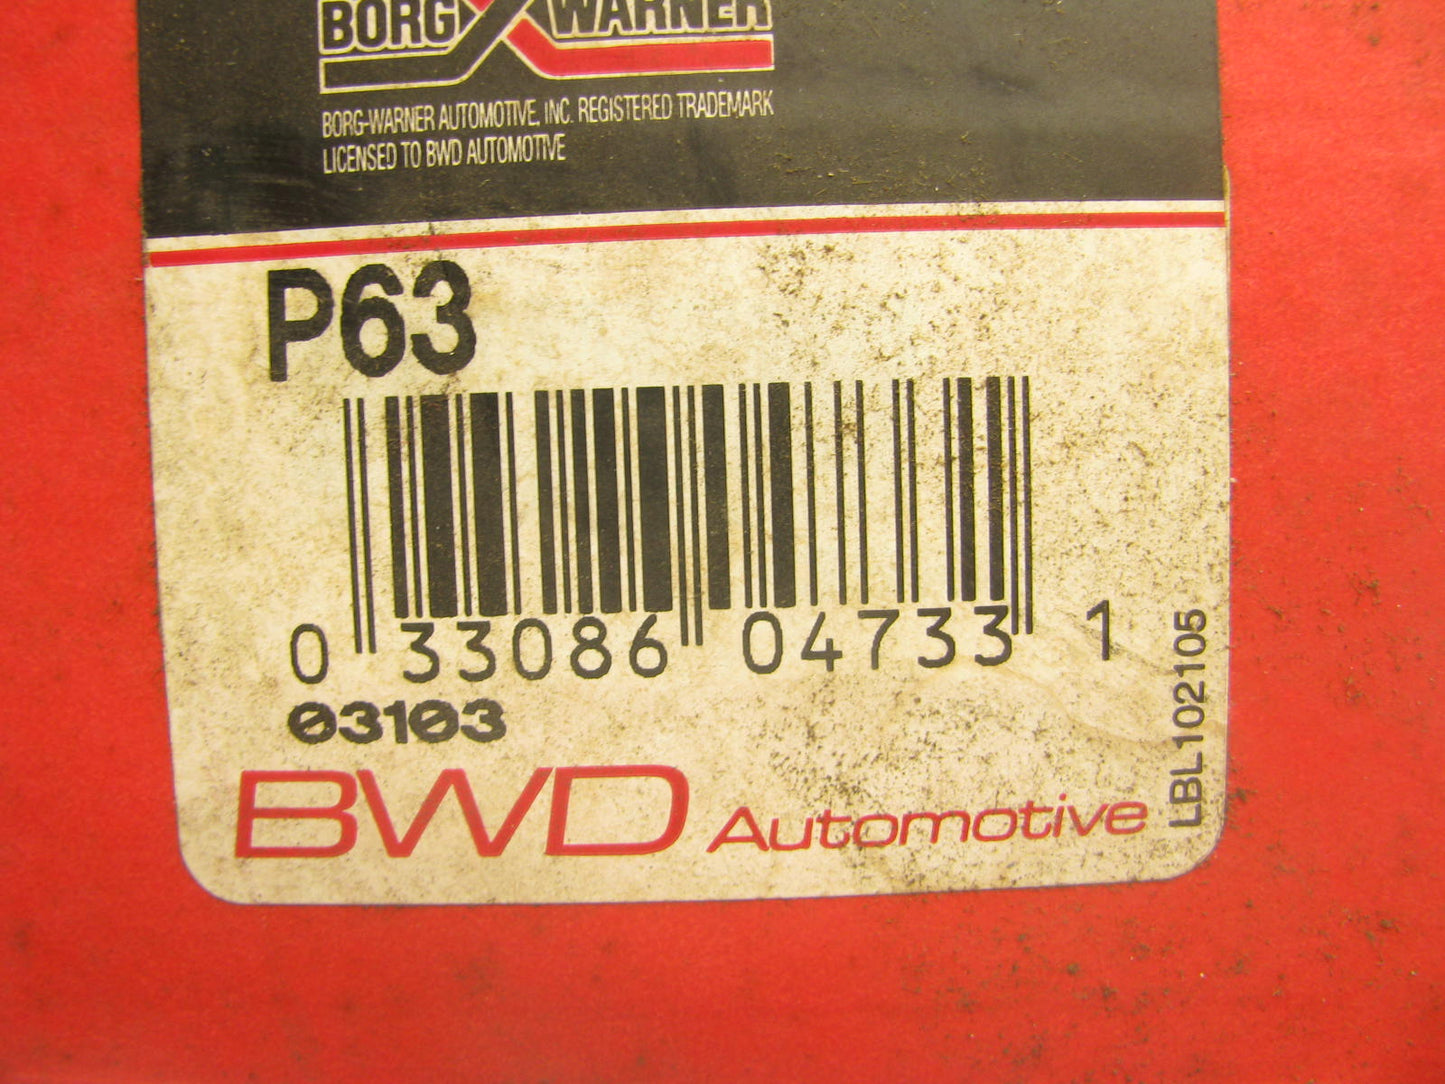 BORG WARNER
BORG-WARNER AUTOMOTIVE, INC. REGISTERED TRADEMARK
LICENSED TO BWD AUTOMOTIVE
P63
0 33086 04733 1
03103
BWD Automotive
LBL102105